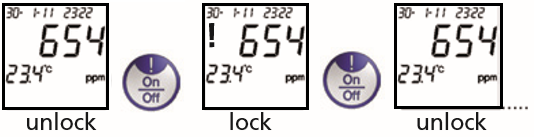 30- 1-11 2322
654
23.4°C ppm
unlock
!
On
Off
30- 1-11 2322
! 654
23.4°C ppm
lock
!
On
Off
30- 1-11 2322
654
23.4°C ppm
unlock
.....